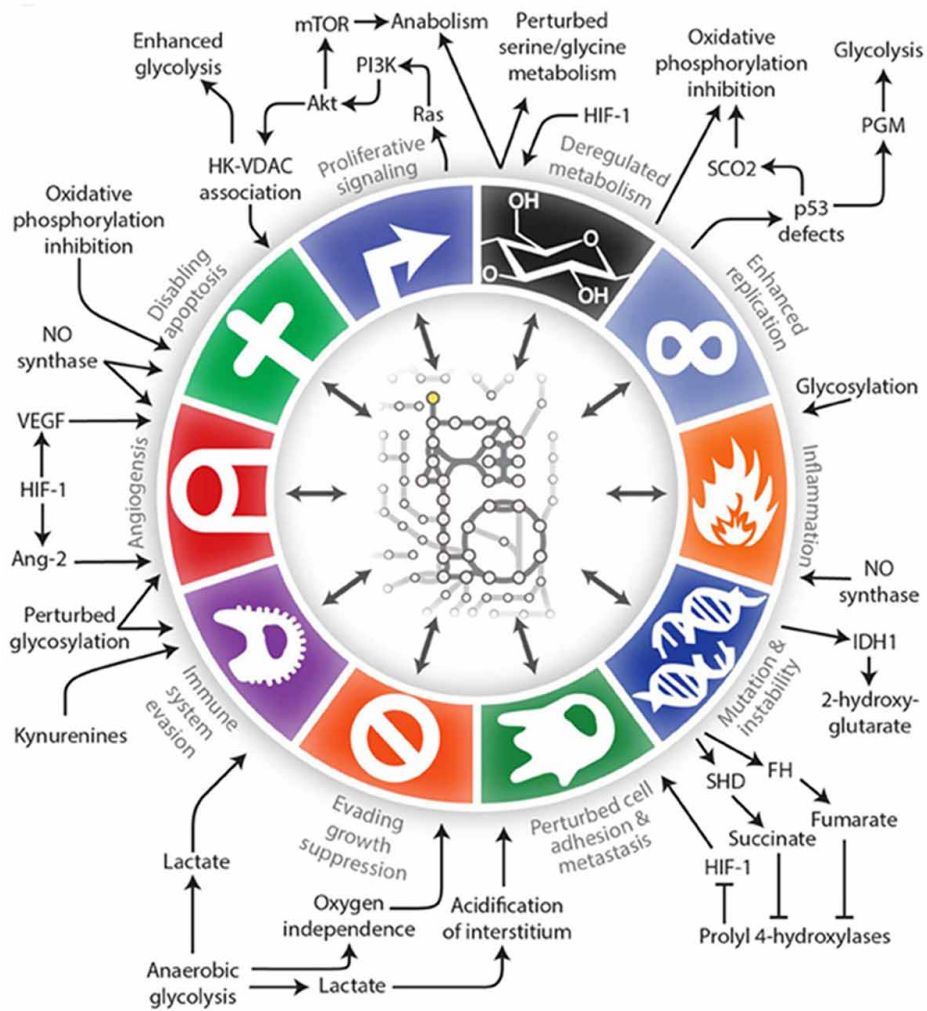 mTOR
Anabolism
Perturbed
serine/glycine
metabolism
Enhanced
glycolysis
Oxidative
phosphorylation
inhibition
Glycolysis
PI3K
Akt
Ras
HIF-1
PGM
HK-VDAC
association
Proliferative
signaling
Deregulated
metabolism
SCO2
p53
defects
Oxidative
phosphorylation
inhibition
OH
O
O
OH
Disabling
apoptosis
Enhanced
replication
NO
synthase
Glycosylation
VEGF
HIF-1
Ang-2
Angiogensis
Inflammation
NO
synthase
Perturbed
glycosylation
Kynurenines
Immune
system
evasion
Mutation &
instability
IDH1
2-hydroxy-
glutarate
SHD
FH
Succinate
Fumarate
Evading
growth
suppression
Perturbed cell
adhesion &
metastasis
HIF-1
Prolyl 4-hydroxylases
Lactate
Oxygen
independence
Acidification
of interstitium
Anaerobic
glycolysis
Lactate